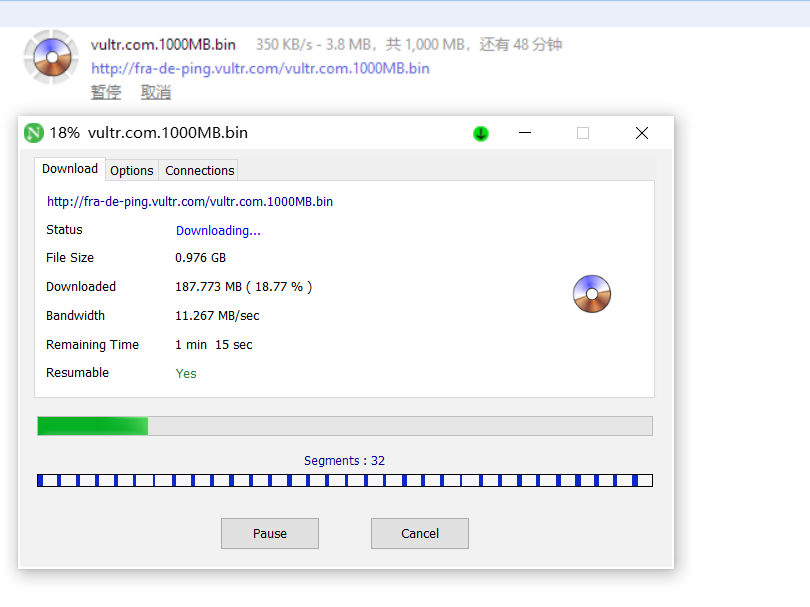 vultr.com.1000MB.bin 350 KB/s - 3.8 MB，共 1,000 MB，还有 48 分钟
http://fra-de-ping.vultr.com/vultr.com.1000MB.bin
暂停 取消
N 18% vultr.com.1000MB.bin
Download Options Connections
http://fra-de-ping.vultr.com/vultr.com.1000MB.bin
Status Downloading...
File Size 0.976 GB
Downloaded 187.773 MB ( 18.77 % )
Bandwidth 11.267 MB/sec
Remaining Time 1 min 15 sec
Resumable Yes
Segments : 32
Pause Cancel